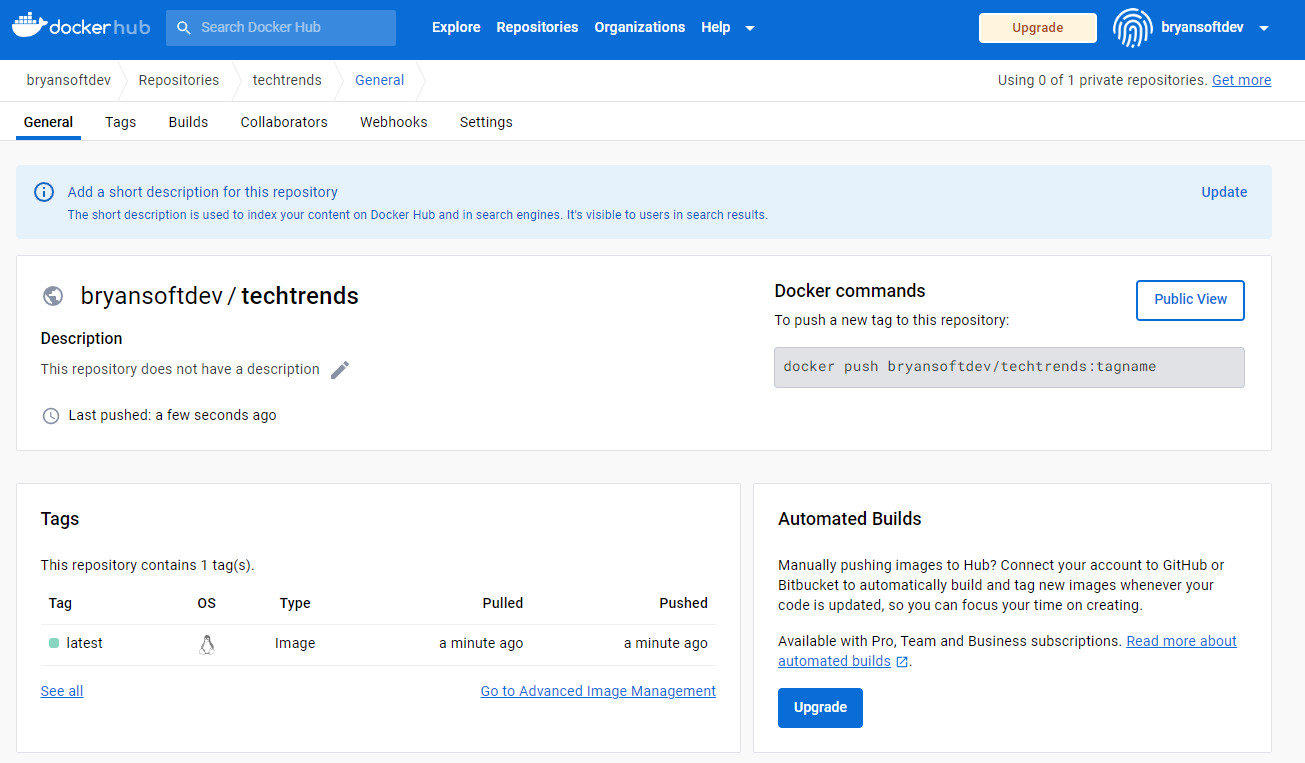 dockerhub
Search Docker Hub
Explore Repositories Organizations Help
Upgrade
bryansoftdev
bryansoftdev Repositories techtrends General
Using 0 of 1 private repositories. Get more
General Tags Builds Collaborators Webhooks Settings
Add a short description for this repository
Update
The short description is used to index your content on Docker Hub and in search engines. It's visible to users in search results.
bryansoftdev / techtrends
Description
This repository does not have a description
Last pushed: a few seconds ago
Docker commands
Public View
To push a new tag to this repository:
docker push bryansoftdev/techtrends:tagname
Tags
This repository contains 1 tag(s).
Tag OS Type Pulled Pushed
latest Image a minute ago a minute ago
See all Go to Advanced Image Management
Automated Builds
Manually pushing images to Hub? Connect your account to GitHub or
Bitbucket to automatically build and tag new images whenever your
code is updated, so you can focus your time on creating.
Available with Pro, Team and Business subscriptions. Read more about
automated builds.
Upgrade